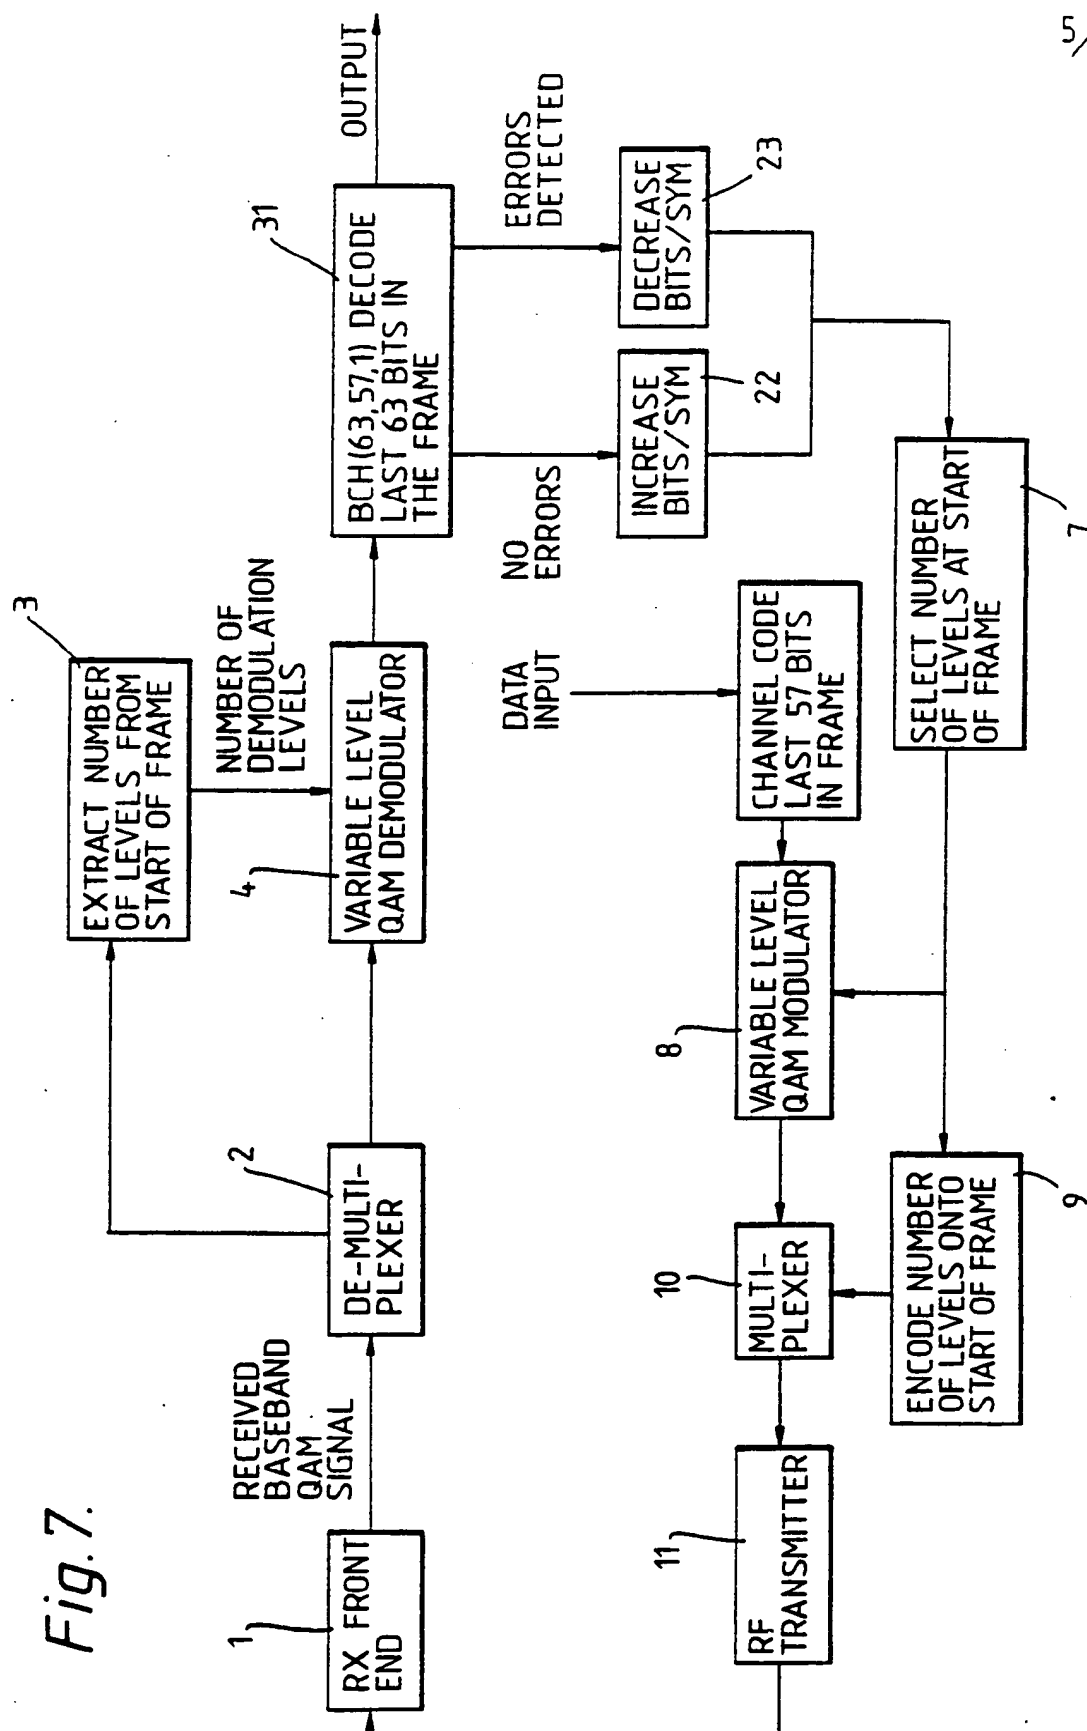 Fig. 7.
1
RX FRONT
END
RECEIVED
BASEBAND
QAM
SIGNAL
2
DE-MULTI-
PLEXER
3
EXTRACT NUMBER
OF LEVELS FROM
START OF FRAME
NUMBER OF
DEMODULATION
LEVELS
4
VARIABLE LEVEL
QAM DEMODULATOR
31
BCH(63,57,1) DECODE
LAST 63 BITS IN
THE FRAME
OUTPUT
NO
ERRORS
ERRORS
DETECTED
INCREASE
BITS/SYM
22
DECREASE
BITS/SYM
23
DATA
INPUT
CHANNEL CODE
LAST 57 BITS
IN FRAME
8
VARIABLE LEVEL
QAM MODULATOR
10
MULTI-
PLEXER
11
RF
TRANSMITTER
SELECT NUMBER
OF LEVELS AT START
OF FRAME
7
ENCODE NUMBER
OF LEVELS ONTO
START OF FRAME
9
5/